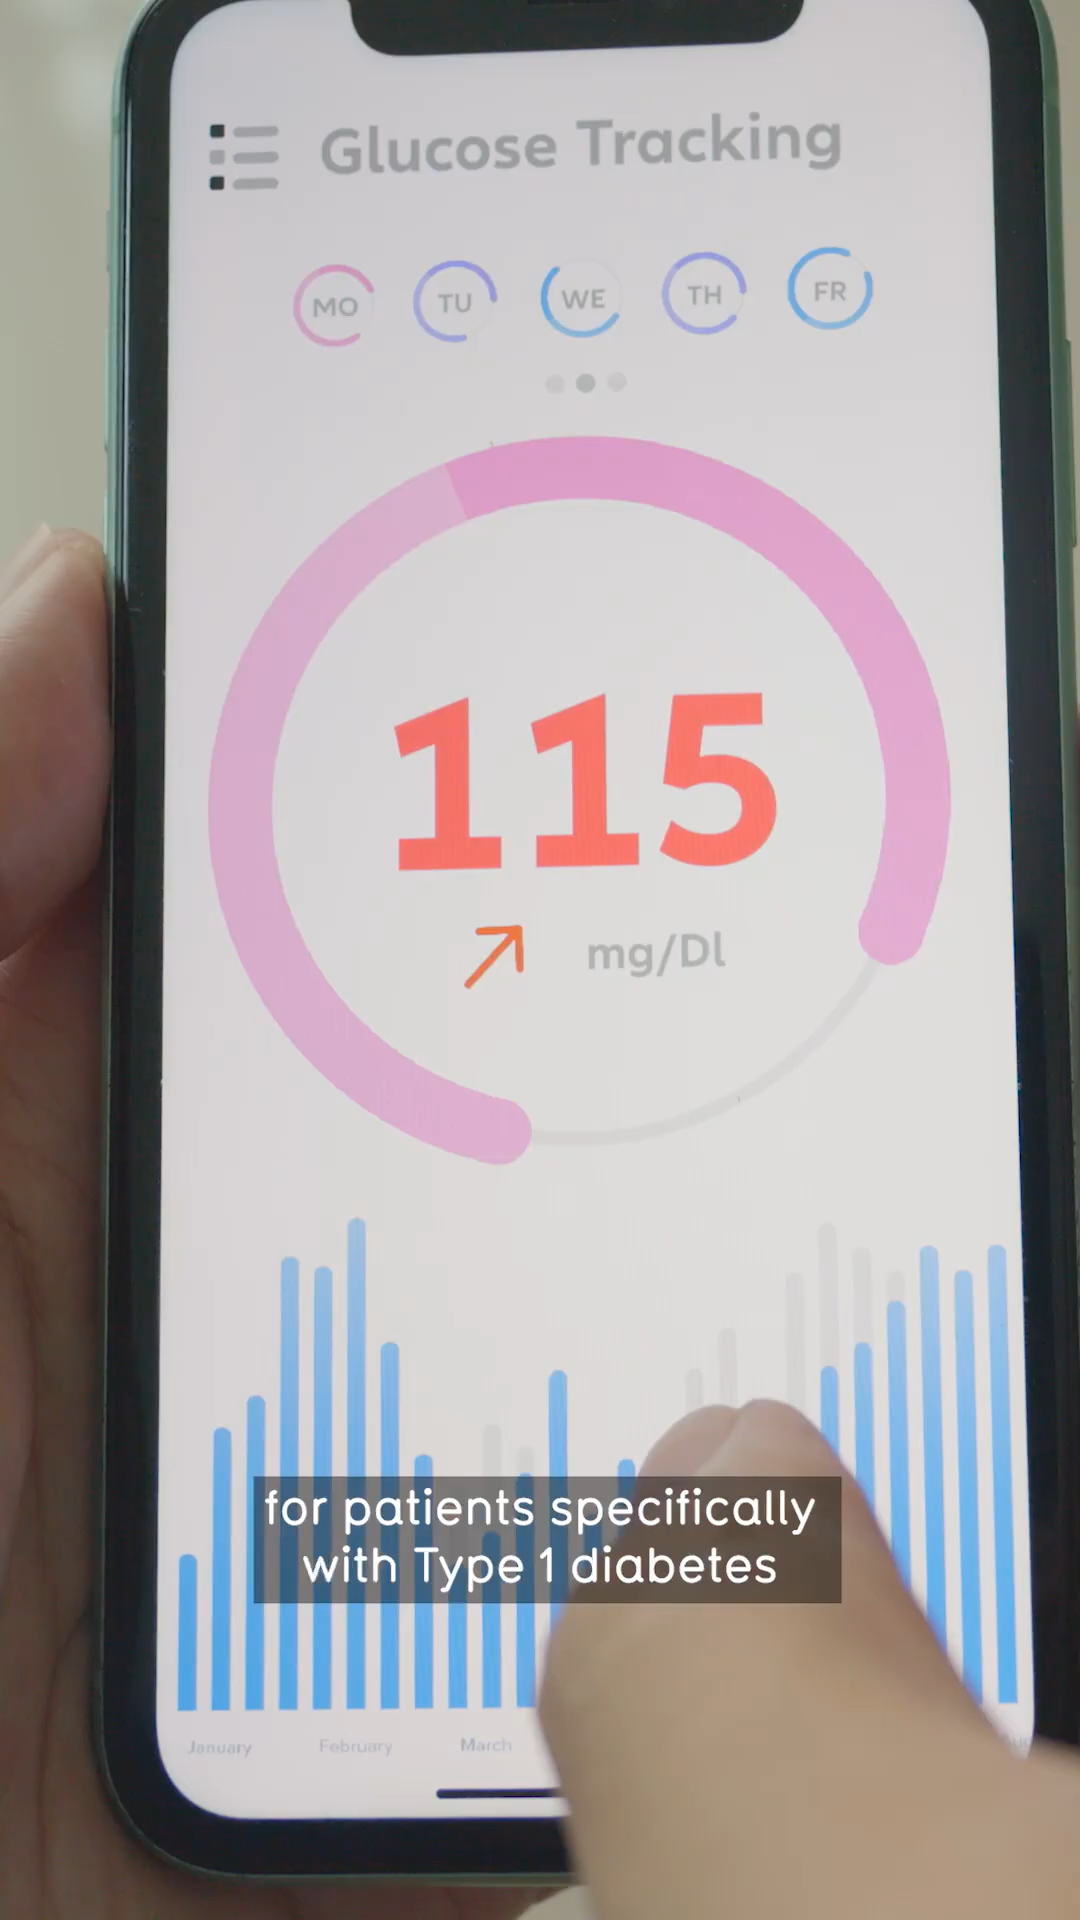 Glucose Tracking
MO TU WE TH FR
115
mg/Dl
for patients specifically
with Type 1 diabetes
January February March